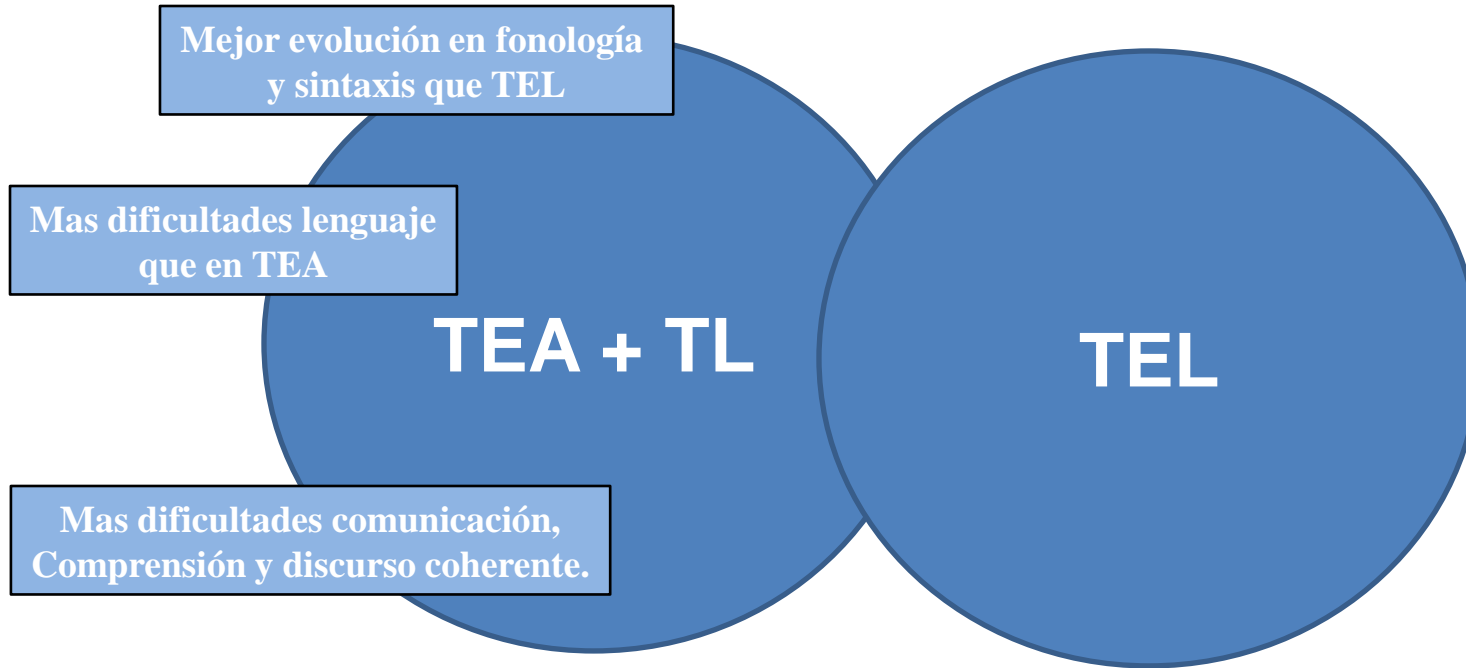 Mejor evolución en fonología
y sintaxis que TEL
Mas dificultades lenguaje
que en TEA
TEA + TL
TEL
Mas dificultades comunicación,
Comprensión y discurso coherente.